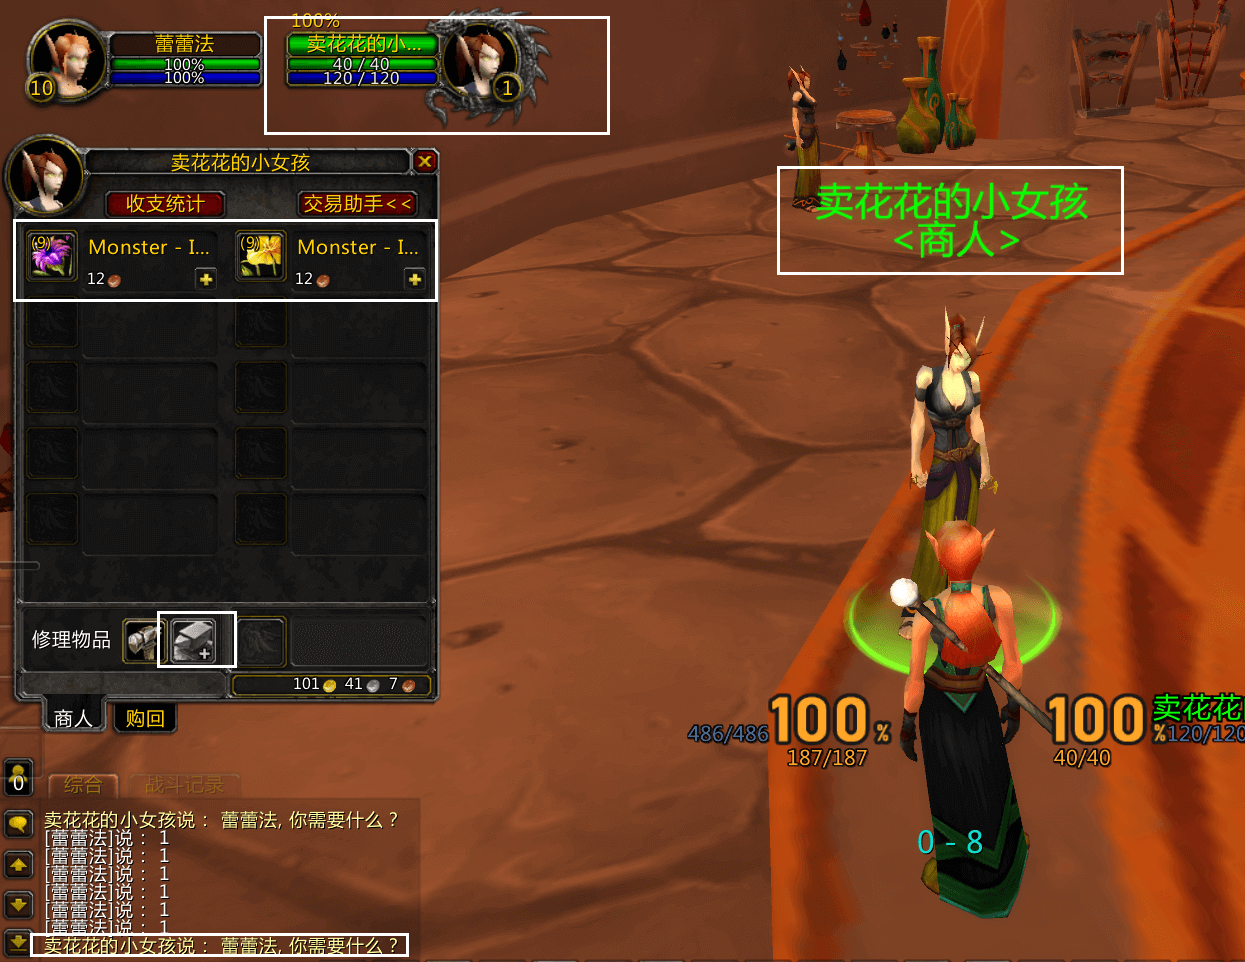 100%
蕾蕾法
卖花花的小...
100%
40 / 40
100%
120 / 120
10
1
卖花花的小女孩
收支统计
交易助手<<
(9)
Monster - I...
12
(9)
Monster - I...
12
卖花花的小女孩
<商人>
修理物品
101 41 7
商人
购回
486/486
100%
187/187
100%
卖花花
120/120
40/40
0
综合
战斗记录
卖花花的小女孩说： 蕾蕾法, 你需要什么？
[蕾蕾法]说： 1
[蕾蕾法]说： 1
[蕾蕾法]说： 1
[蕾蕾法]说： 1
[蕾蕾法]说： 1
[蕾蕾法]说： 1
卖花花的小女孩说： 蕾蕾法, 你需要什么？
0 - 8